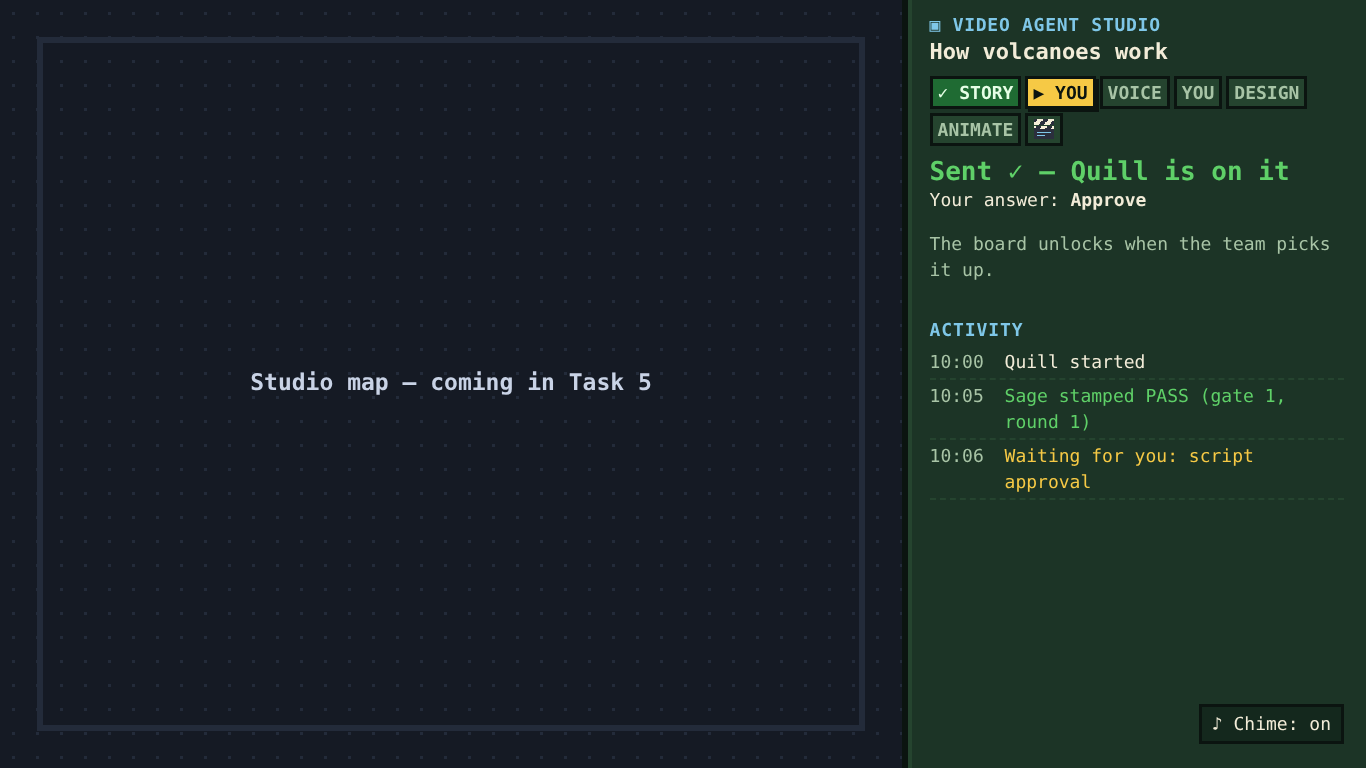 Studio map — coming in Task 5
▣ VIDEO AGENT STUDIO
How volcanoes work
✓ STORY
▶ YOU
VOICE
YOU
DESIGN
ANIMATE
Sent ✓ — Quill is on it
Your answer: Approve
The board unlocks when the team picks
it up.
ACTIVITY
10:00 Quill started
10:05 Sage stamped PASS (gate 1,
round 1)
10:06 Waiting for you: script
approval
♪ Chime: on